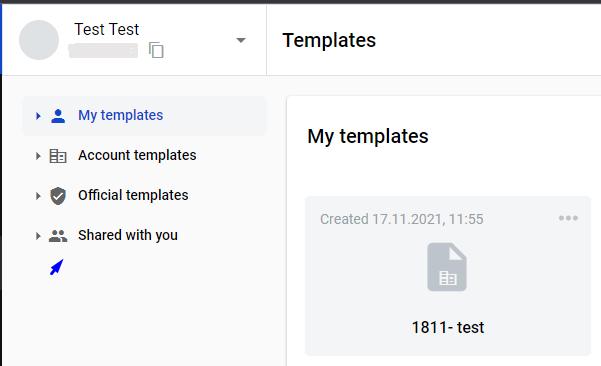 Test Test
Templates
My templates
Account templates
Official templates
Shared with you
My templates
Created 17.11.2021, 11:55
1811- test